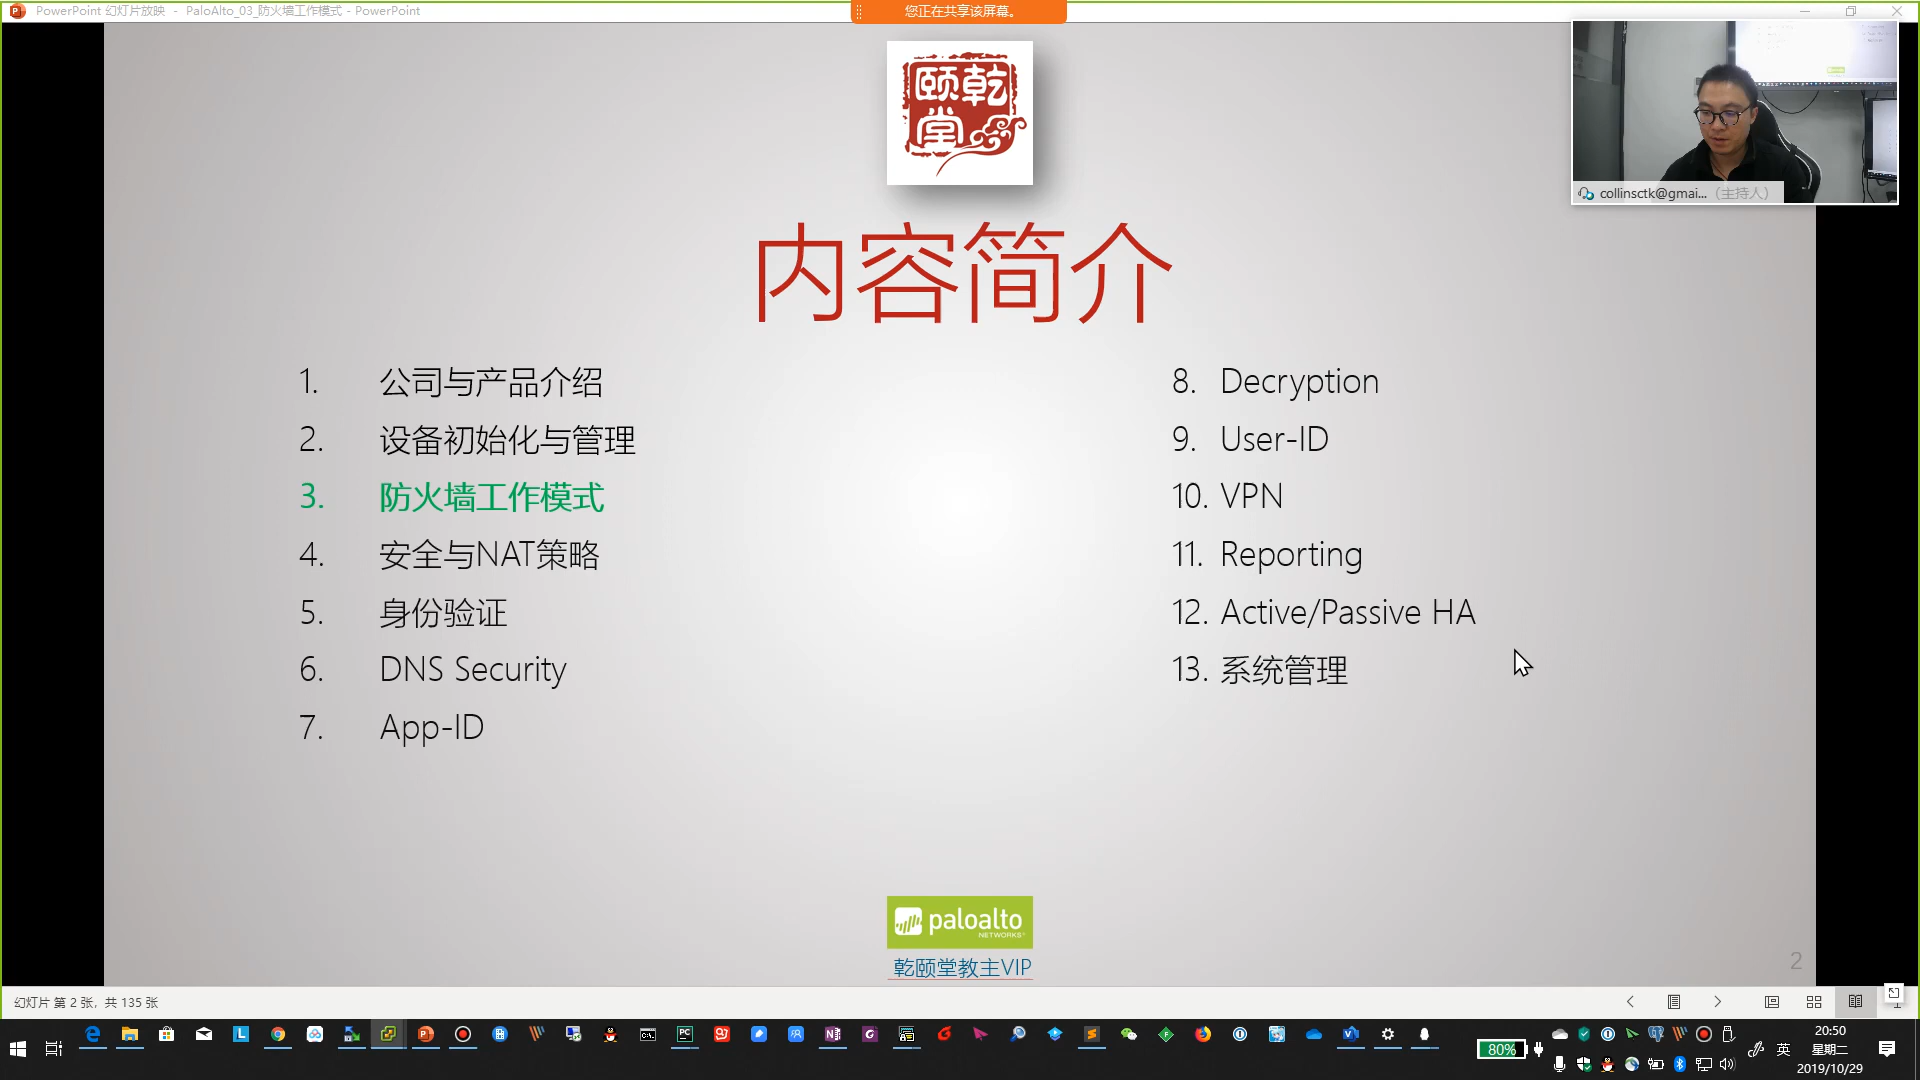 PowerPoint 幻灯片放映 - PaloAlto_03_防火墙工作模式 - PowerPoint
您正在共享该屏幕。
颐乾堂
collinsctk@gmai... (主持人)
内容简介
1. 公司与产品介绍
2. 设备初始化与管理
3. 防火墙工作模式
4. 安全与NAT策略
5. 身份验证
6. DNS Security
7. App-ID
8. Decryption
9. User-ID
10. VPN
11. Reporting
12. Active/Passive HA
13. 系统管理
paloalto
NETWORKS
乾颐堂教主VIP
2
幻灯片 第 2 张，共 135 张
80%
英
20:50
星期二
2019/10/29